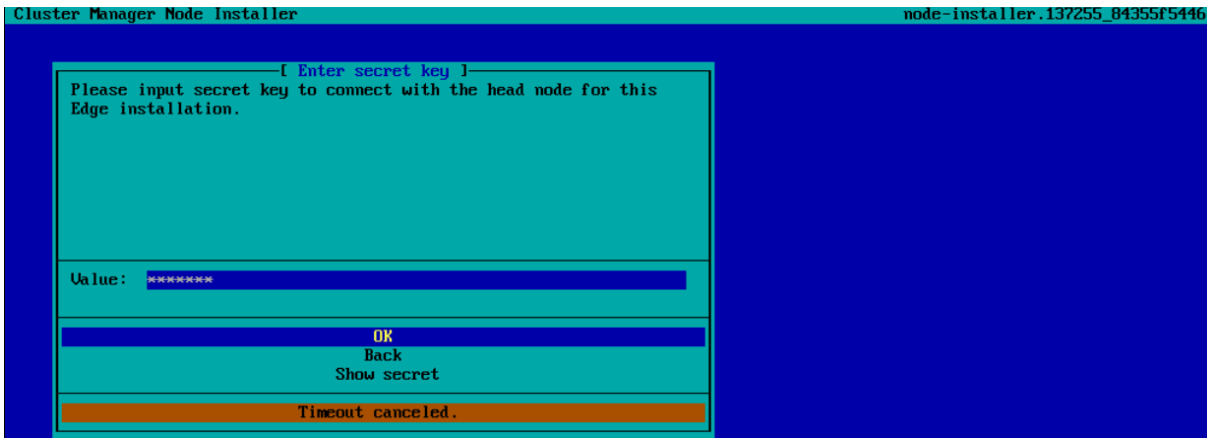 Cluster Manager Node Installer node-installer.137255_84355f5446
[ Enter secret key ]
Please input secret key to connect with the head node for this
Edge installation.
Value: *******
OK
Back
Show secret
Timeout canceled.